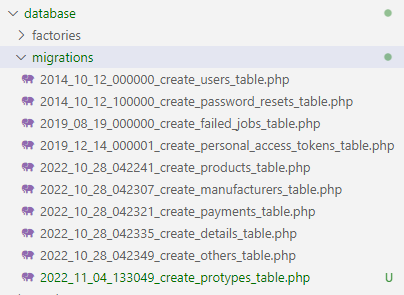 database
factories
migrations
2014_10_12_000000_create_users_table.php
2014_10_12_100000_create_password_resets_table.php
2019_08_19_000000_create_failed_jobs_table.php
2019_12_14_000001_create_personal_access_tokens_table.php
2022_10_28_042241_create_products_table.php
2022_10_28_042307_create_manufacturers_table.php
2022_10_28_042321_create_payments_table.php
2022_10_28_042335_create_details_table.php
2022_10_28_042349_create_others_table.php
2022_11_04_133049_create_protypes_table.php U